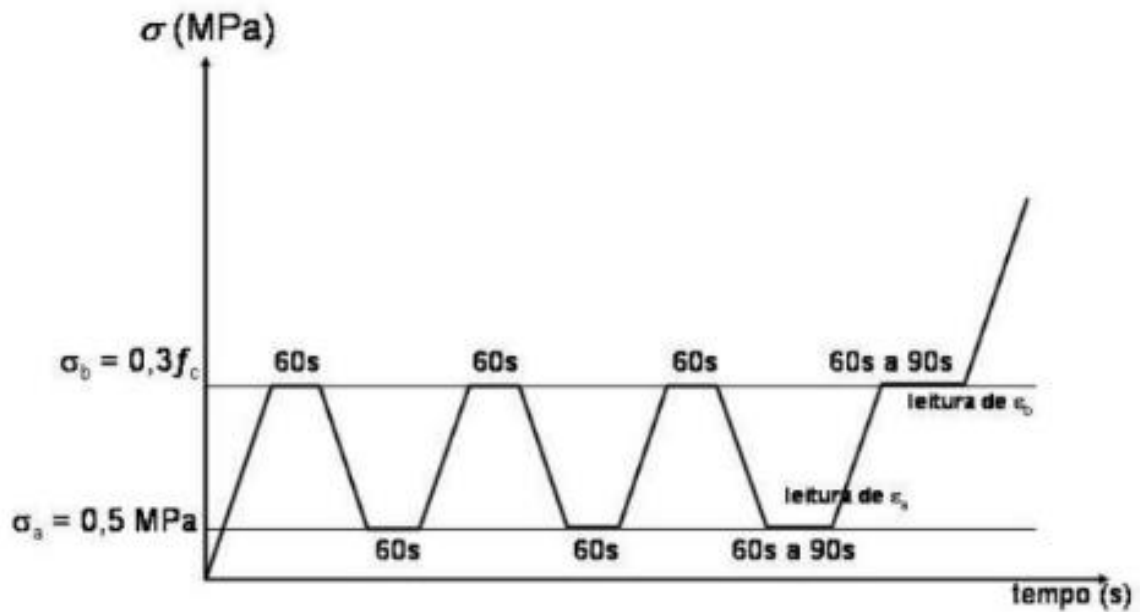 σ (MPa)
σb = 0,3fc
60s
60s
60s
60s a 90s
leitura de εb
leitura de εa
σa = 0,5 MPa
60s
60s
60s a 90s
tempo (s)